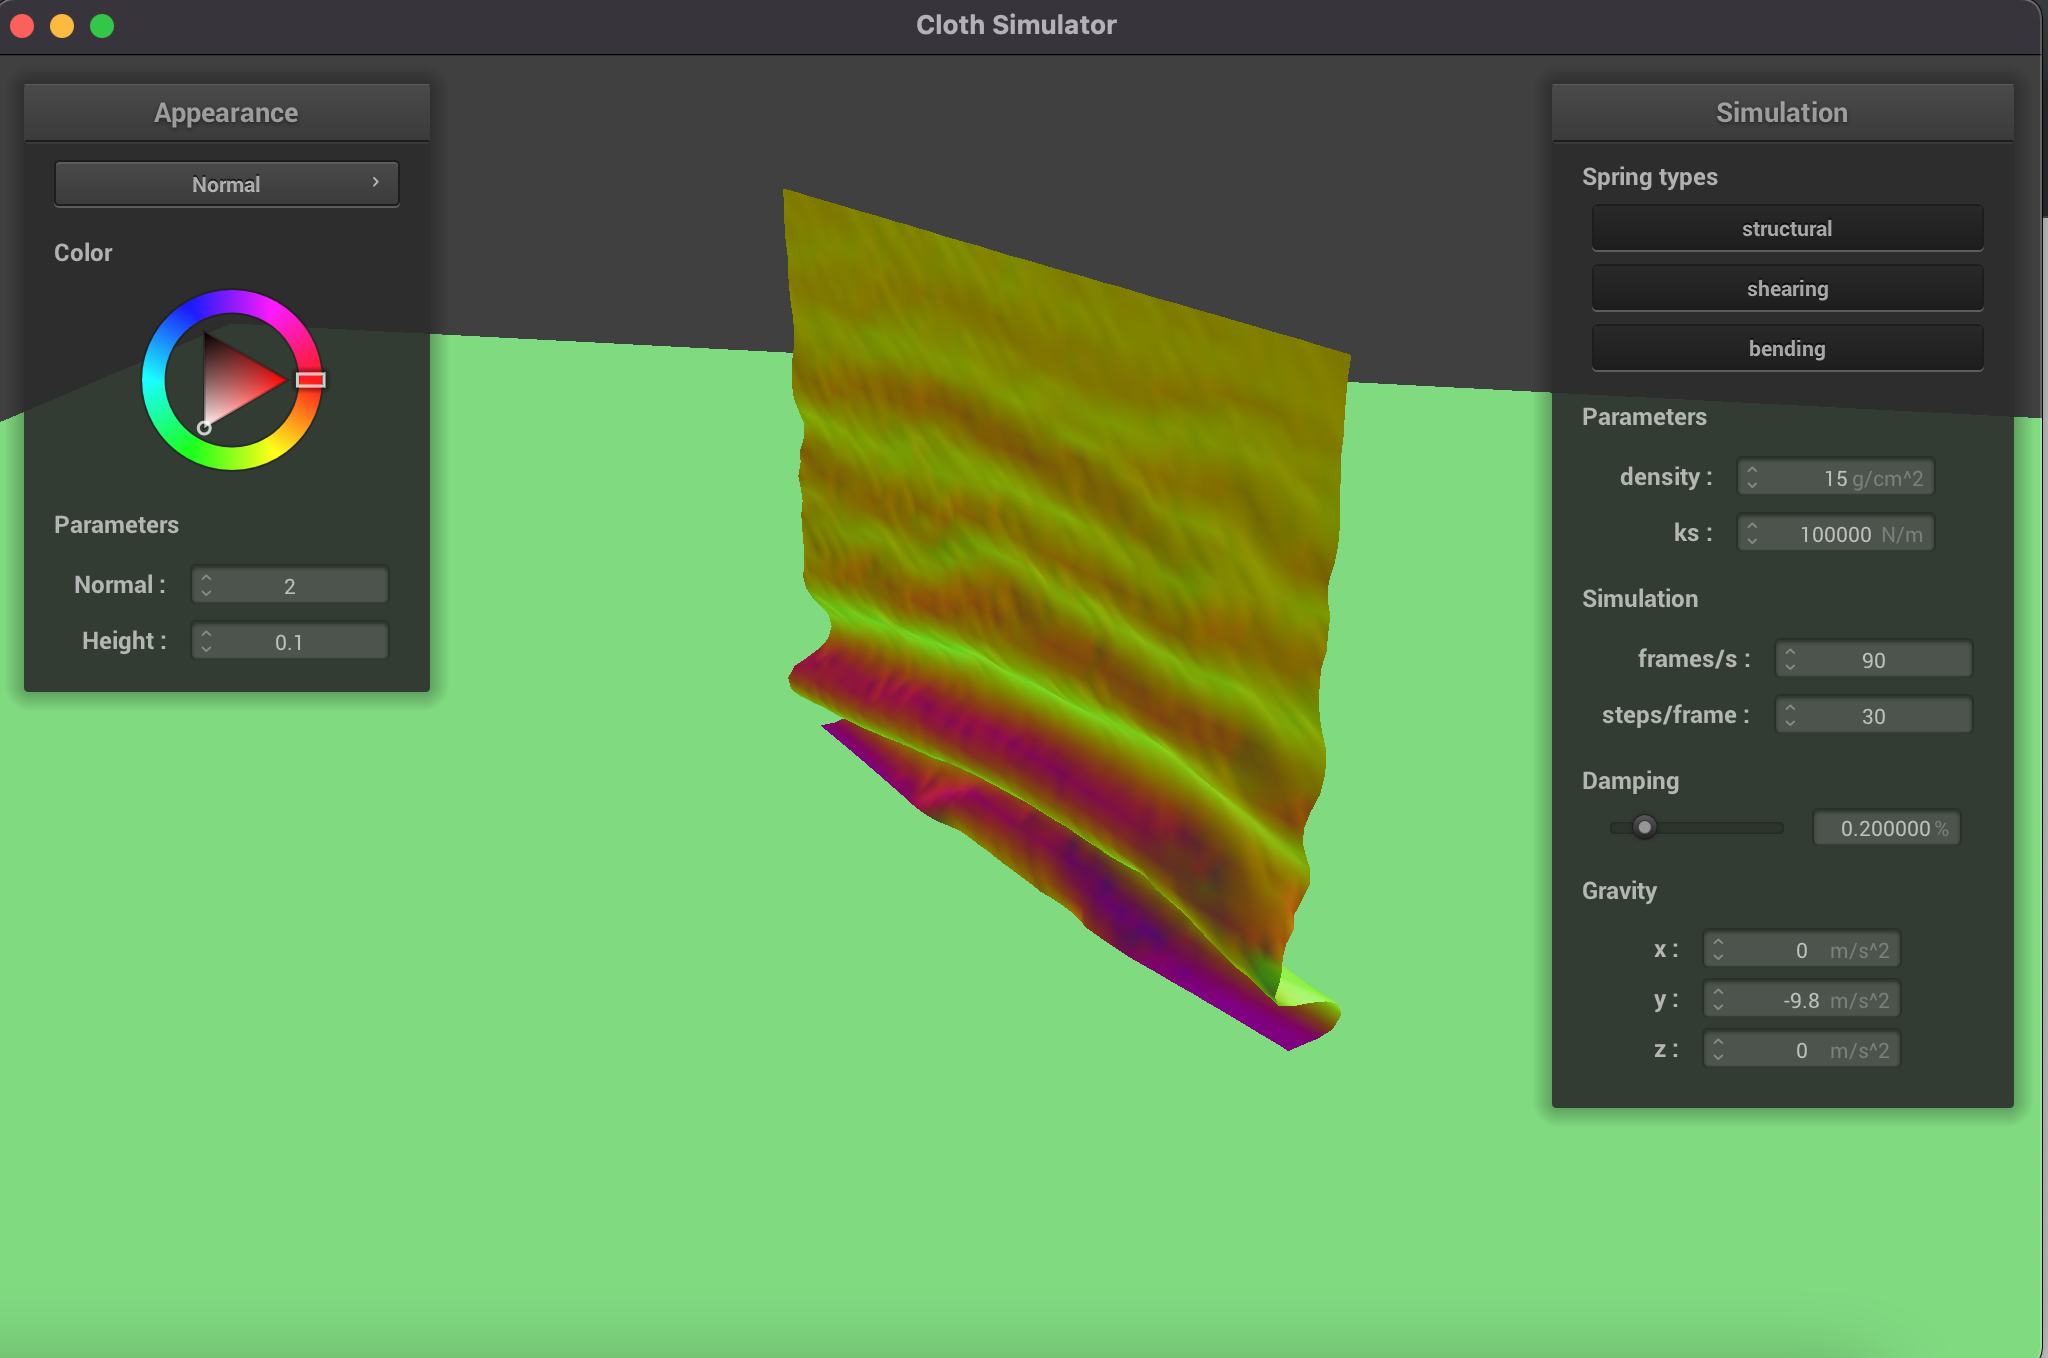 Cloth Simulator
Appearance
Normal
Color
Parameters
Normal : 2
Height : 0.1
Simulation
Spring types
structural
shearing
bending
Parameters
density : 15 g/cm^2
ks : 100000 N/m
Simulation
frames/s : 90
steps/frame : 30
Damping
0.200000 %
Gravity
x : 0 m/s^2
y : -9.8 m/s^2
z : 0 m/s^2